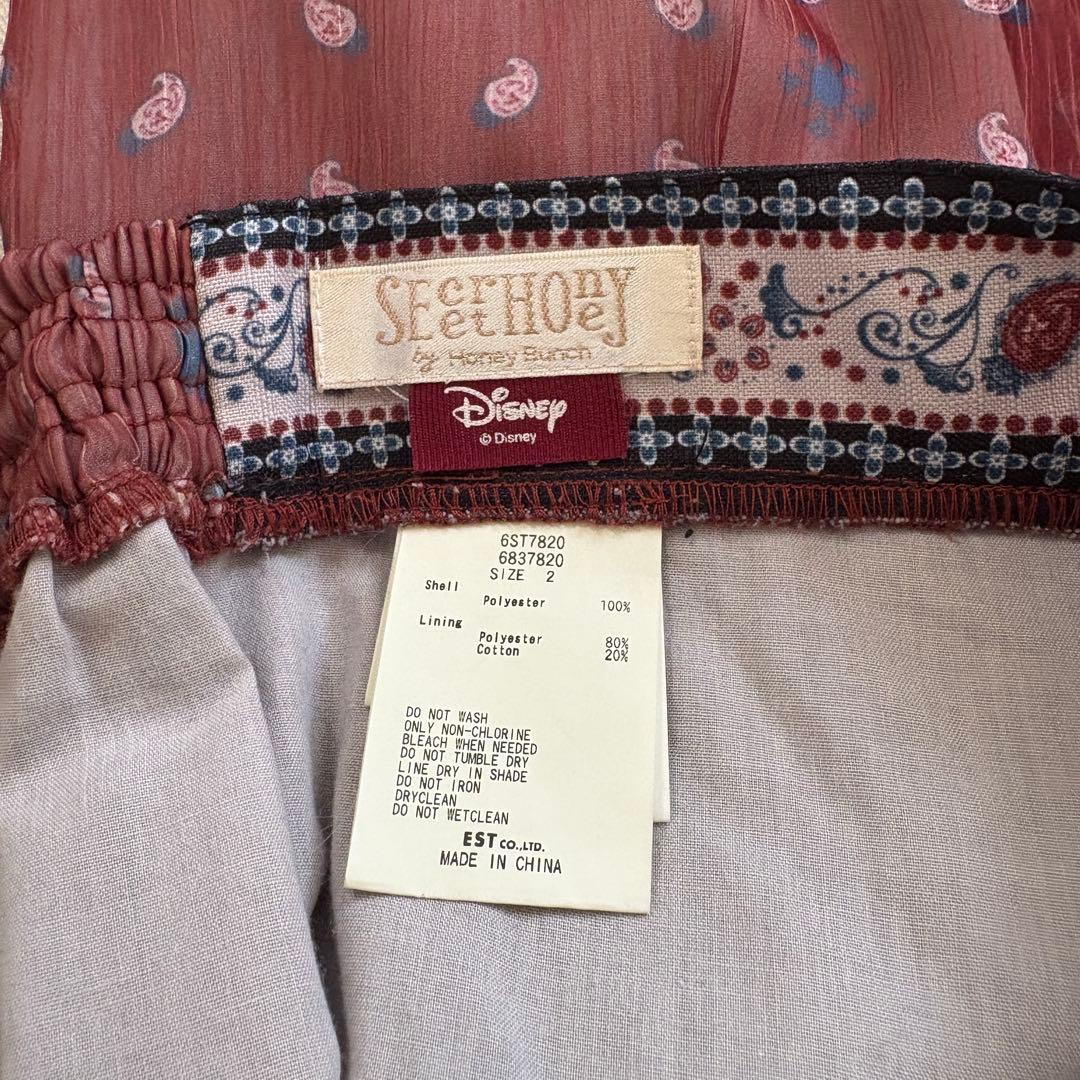 SEcretHOneY
by Honey Bunch
Disney
© Disney
6ST7820
6837820
SIZE 2
Shell
Polyester 100%
Lining
Polyester 80%
Cotton 20%
DO NOT WASH
ONLY NON-CHLORINE
BLEACH WHEN NEEDED
DO NOT TUMBLE DRY
LINE DRY IN SHADE
DO NOT IRON
DRYCLEAN
DO NOT WETCLEAN
EST CO.,LTD.
MADE IN CHINA